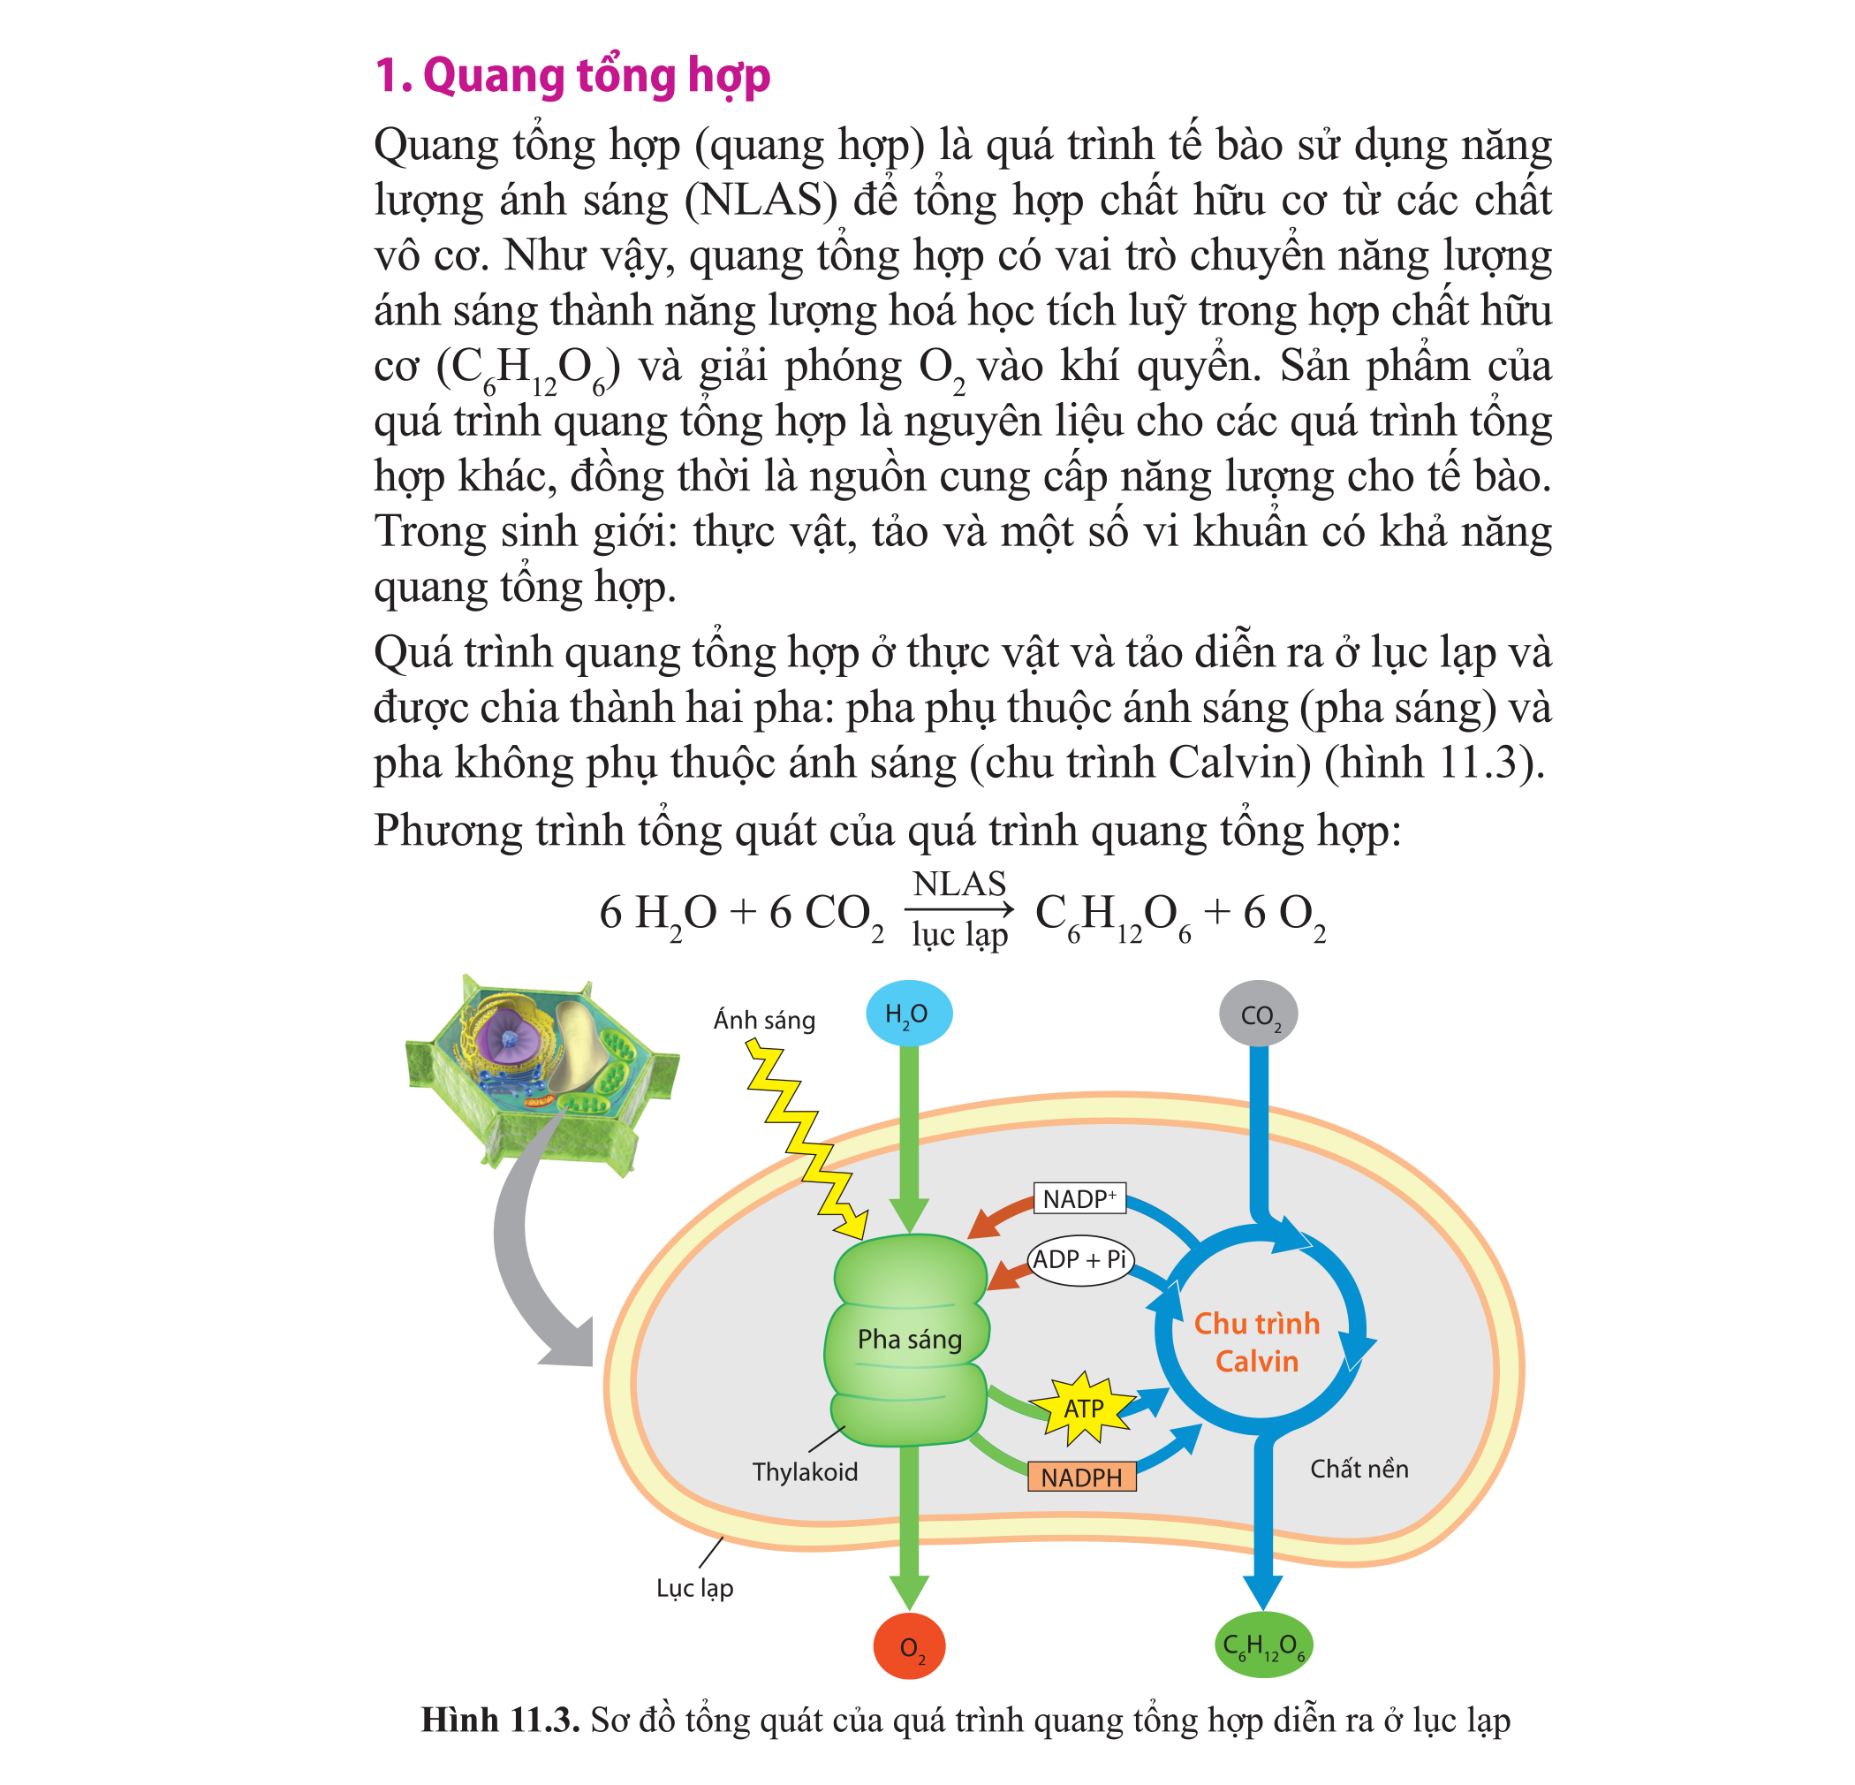 1. Quang tổng hợp
Quang tổng hợp (quang hợp) là quá trình tế bào sử dụng năng
lượng ánh sáng (NLAS) để tổng hợp chất hữu cơ từ các chất
vô cơ. Như vậy, quang tổng hợp có vai trò chuyển năng lượng
ánh sáng thành năng lượng hoá học tích luỹ trong hợp chất hữu
cơ (C₆H₁₂O₆) và giải phóng O₂ vào khí quyển. Sản phẩm của
quá trình quang tổng hợp là nguyên liệu cho các quá trình tổng
hợp khác, đồng thời là nguồn cung cấp năng lượng cho tế bào.
Trong sinh giới: thực vật, tảo và một số vi khuẩn có khả năng
quang tổng hợp.
Quá trình quang tổng hợp ở thực vật và tảo diễn ra ở lục lạp và
được chia thành hai pha: pha phụ thuộc ánh sáng (pha sáng) và
pha không phụ thuộc ánh sáng (chu trình Calvin) (hình 11.3).
Phương trình tổng quát của quá trình quang tổng hợp:
NLAS
6 H₂O + 6 CO₂ → C₆H₁₂O₆ + 6 O₂
lục lạp
Ánh sáng
H₂O
CO₂
NADP⁺
ADP + Pi
Pha sáng
Chu trình
Calvin
ATP
Thylakoid
NADPH
Chất nền
Lục lạp
O₂
C₆H₁₂O₆
Hình 11.3. Sơ đồ tổng quát của quá trình quang tổng hợp diễn ra ở lục lạp